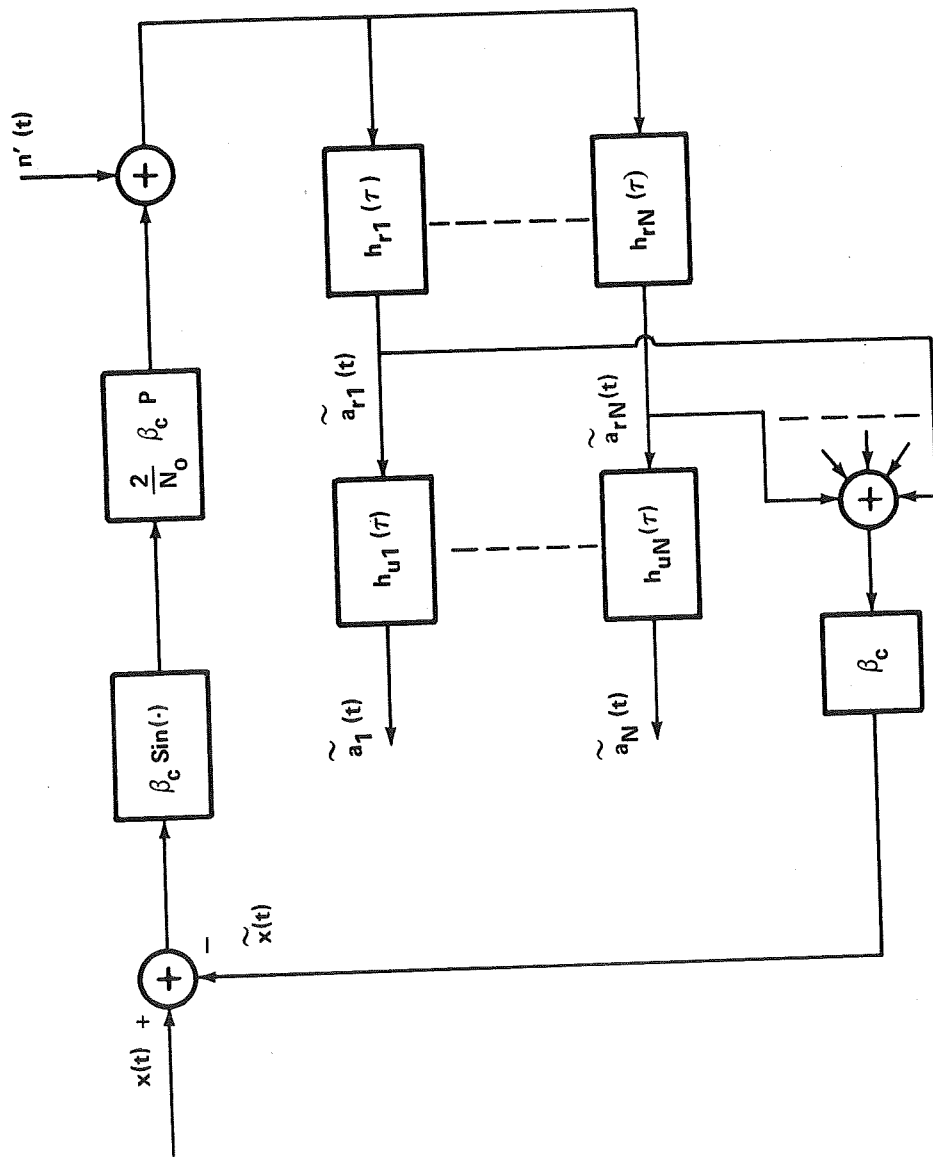 n′(t)
x(t)
+
−
x̃(t)
+
β_c Sin(·)
2/N_o β_c P
+
h_r1(τ)
ã_r1(t)
h_u1(τ)
ã_1(t)
h_rN(τ)
ã_rN(t)
h_uN(τ)
ã_N(t)
+
β_c